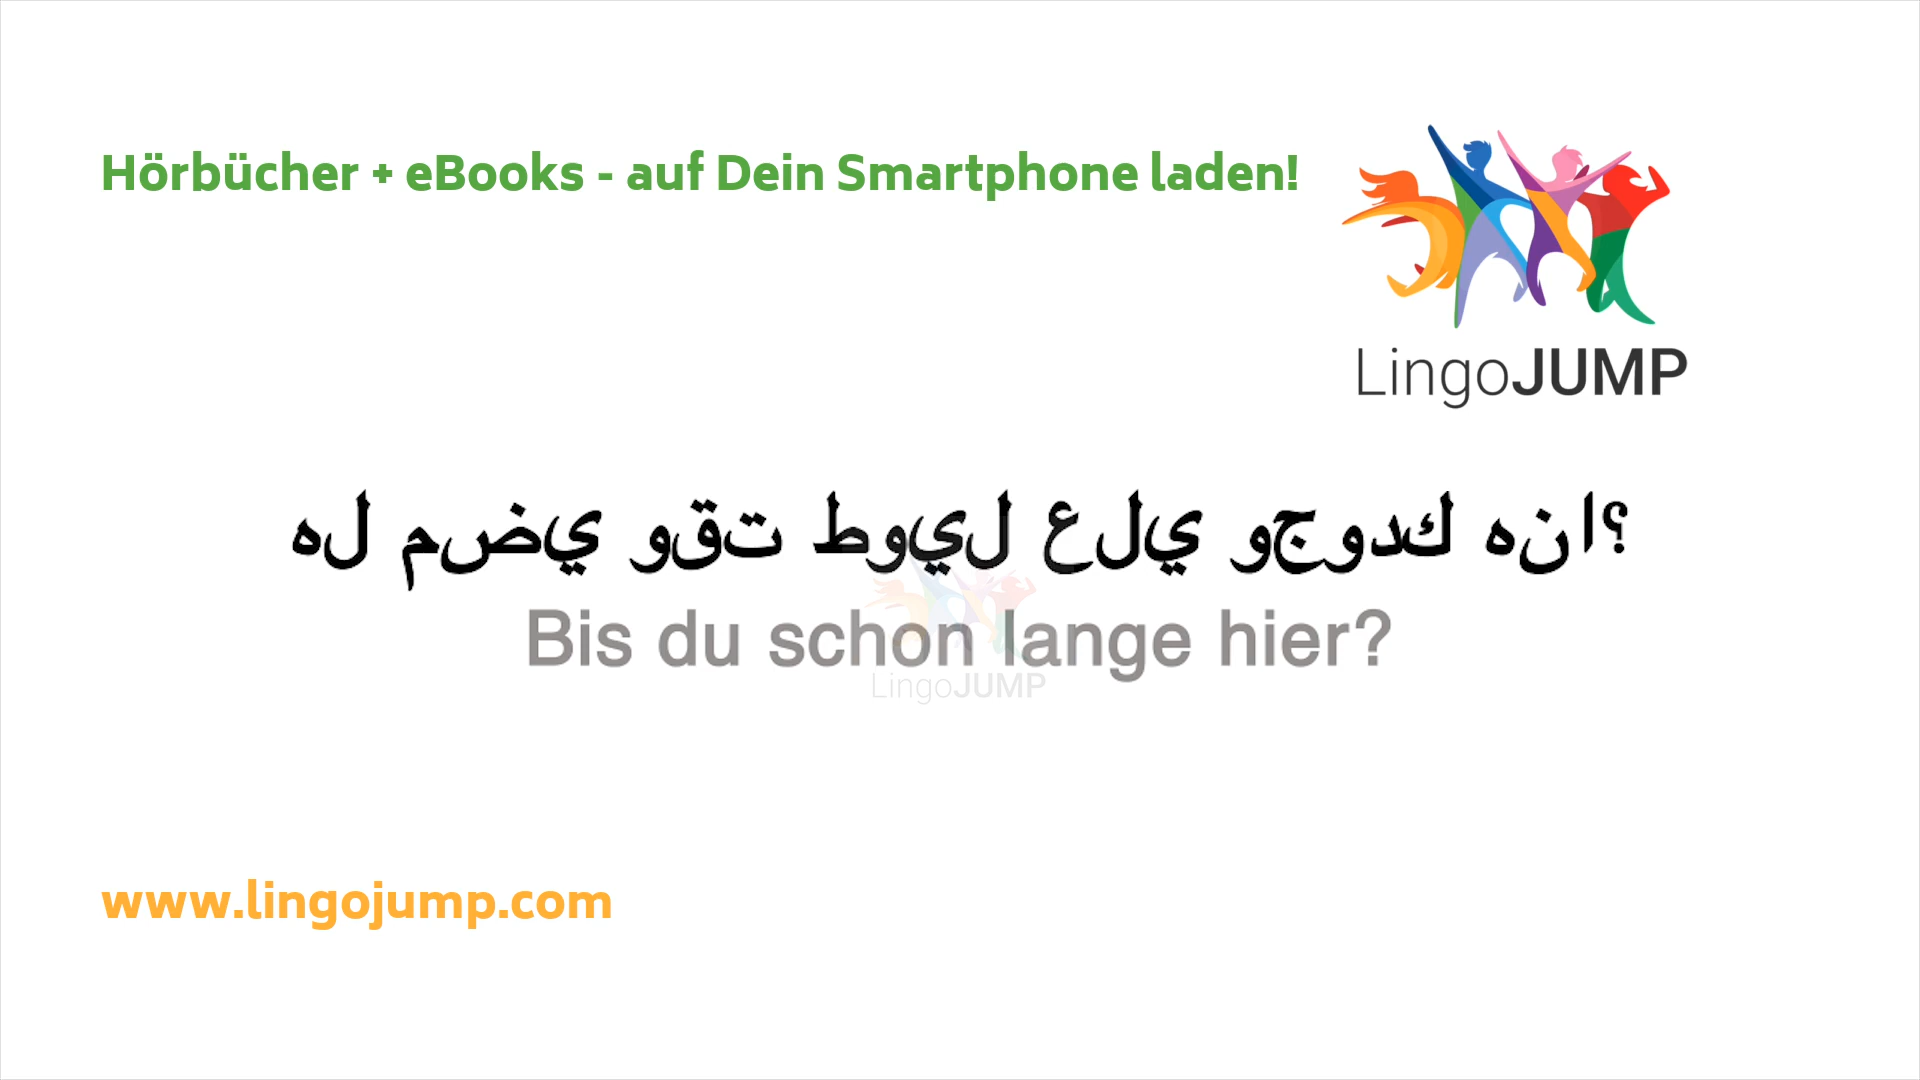 Hörbücher + eBooks - auf Dein Smartphone laden!
LingoJUMP
هل مضي وقت طويل علي وجودك هنا؟
Bis du schon lange hier?
LingoJUMP
www.lingojump.com